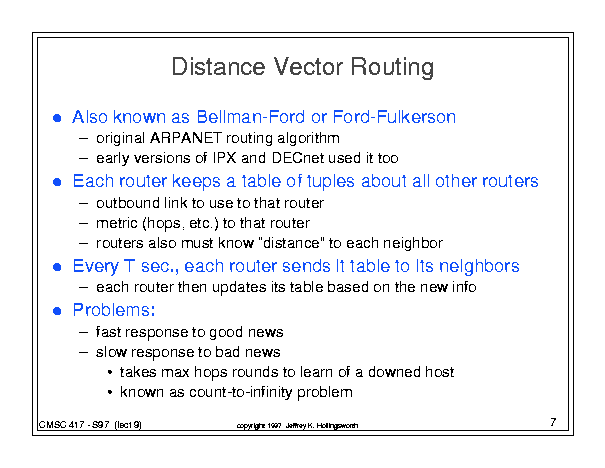 Distance Vector Routing
● Also known as Bellman-Ford or Ford-Fulkerson
– original ARPANET routing algorithm
– early versions of IPX and DECnet used it too
● Each router keeps a table of tuples about all other routers
– outbound link to use to that router
– metric (hops, etc.) to that router
– routers also must know "distance" to each neighbor
● Every T sec., each router sends it table to its neighbors
– each router then updates its table based on the new info
● Problems:
– fast response to good news
– slow response to bad news
• takes max hops rounds to learn of a downed host
• known as count-to-infinity problem
CMSC 417 - S97 (lect9)
copyright 1997 Jeffrey K. Hollingsworth
7